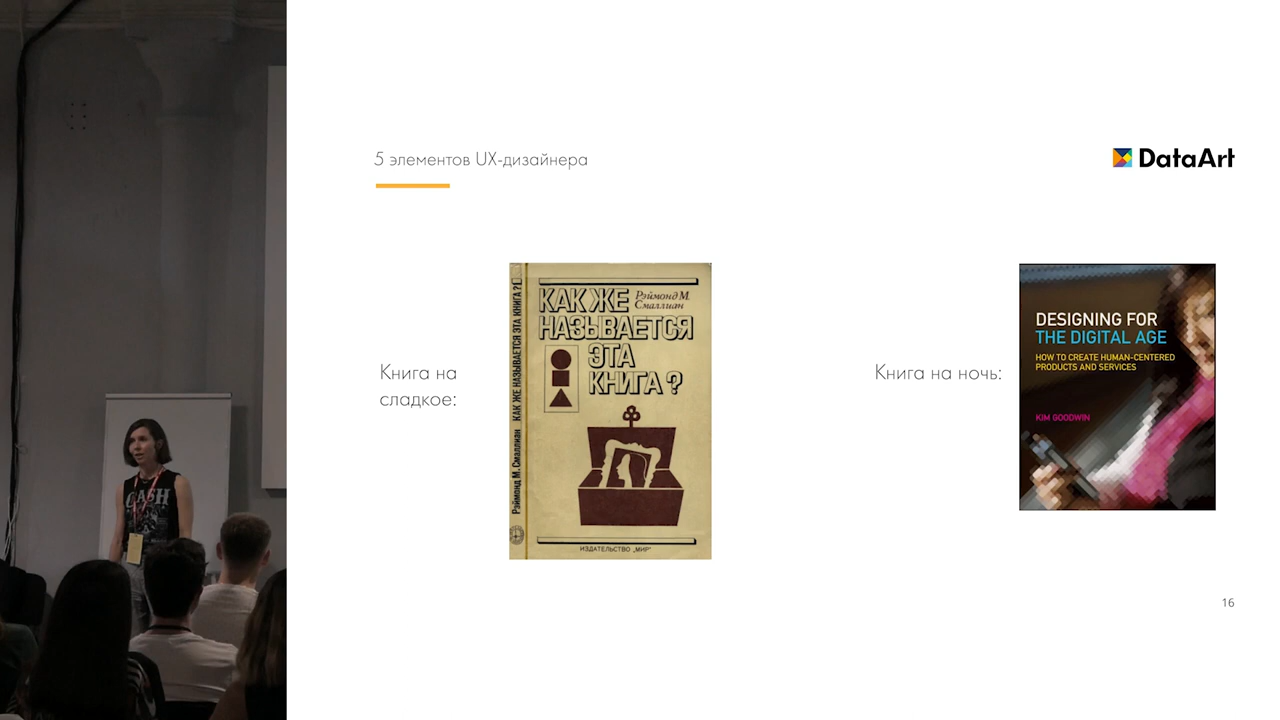 5 элементов UX-дизайнера
DataArt
Книга на
сладкое:
КАК ЖЕ НАЗЫВАЕТСЯ ЭТА КНИГА?
Рэймонд М. Смаллиан
КАК ЖЕ
Рэймонд М.
Смаллиан
НАЗЫВАЕТСЯ
ЭТА
КНИГА?
ИЗДАТЕЛЬСТВО „МИР"
Книга на ночь:
DESIGNING FOR
THE DIGITAL AGE
HOW TO CREATE HUMAN-CENTERED
PRODUCTS AND SERVICES
KIM GOODWIN
16
CASH